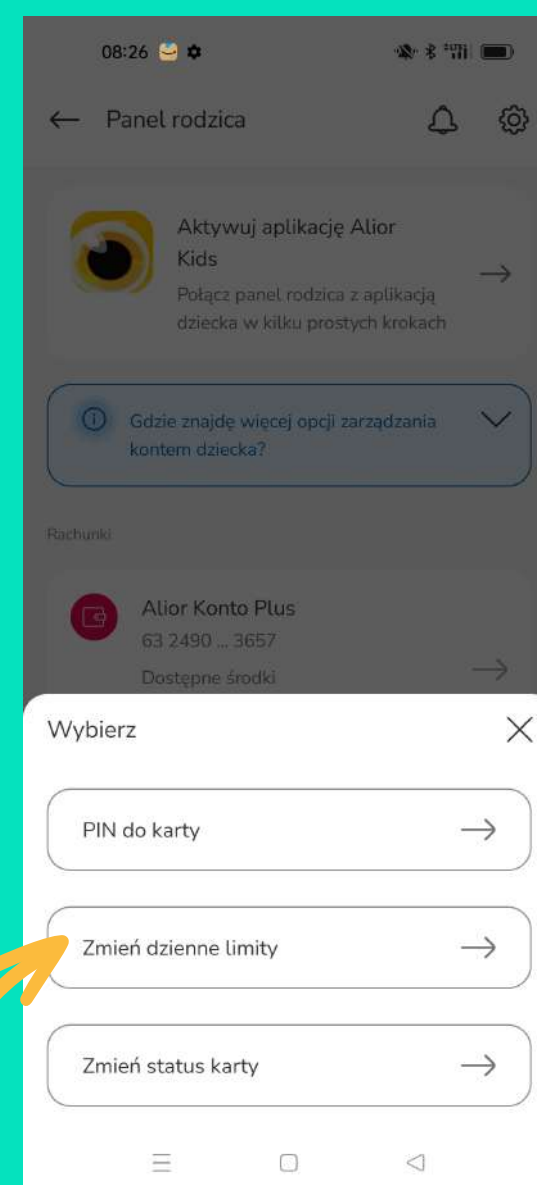 08:26
Panel rodzica
Aktywuj aplikację Alior
Kids
Połącz panel rodzica z aplikacją
dziecka w kilku prostych krokach
Gdzie znajdę więcej opcji zarządzania
kontem dziecka?
Rachunki
Alior Konto Plus
63 2490 ... 3657
Dostępne środki
Wybierz
PIN do karty
Zmień dzienne limity
Zmień status karty